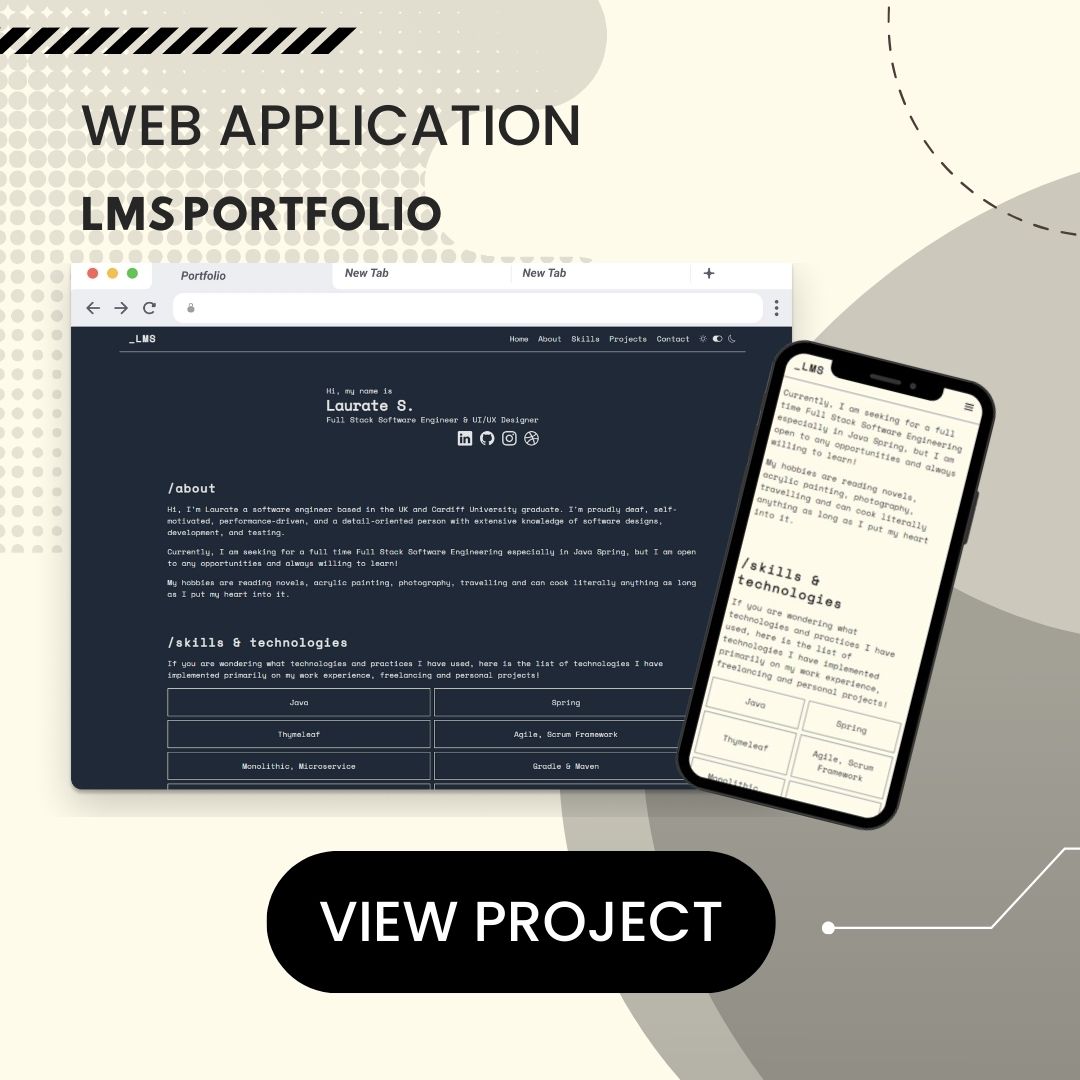 WEB APPLICATION
LMS PORTFOLIO
Portfolio
New Tab
New Tab
_LMS
Home About Skills Projects Contact
Hi, my name is
Laurate S.
Full Stack Software Engineer & UI/UX Designer
/about
Hi, I'm Laurate a software engineer based in the UK and Cardiff University graduate. I'm proudly deaf, self-
motivated, performance-driven, and a detail-oriented person with extensive knowledge of software designs,
development, and testing.
Currently, I am seeking for a full time Full Stack Software Engineering especially in Java Spring, but I am open
to any opportunities and always willing to learn!
My hobbies are reading novels, acrylic painting, photography, travelling and can cook literally anything as long
as I put my heart into it.
/skills & technologies
If you are wondering what technologies and practices I have used, here is the list of technologies I have
implemented primarily on my work experience, freelancing and personal projects!
Java
Spring
Thymeleaf
Agile, Scrum Framework
Monolithic, Microservice
Gradle & Maven
_LMS
Currently, I am seeking for a full
time Full Stack Software Engineering
especially in Java Spring, but I am
open to any opportunities and always
willing to learn!
My hobbies are reading novels,
acrylic painting, photography,
travelling and can cook literally
anything as long as I put my heart
into it.
/skills &
technologies
If you are wondering what
technologies and practices I have
used, here is the list of
technologies I have implemented
primarily on my work experience,
freelancing and personal projects!
Java
Spring
Thymeleaf
Agile, Scrum
Framework
Monolithic,
VIEW PROJECT